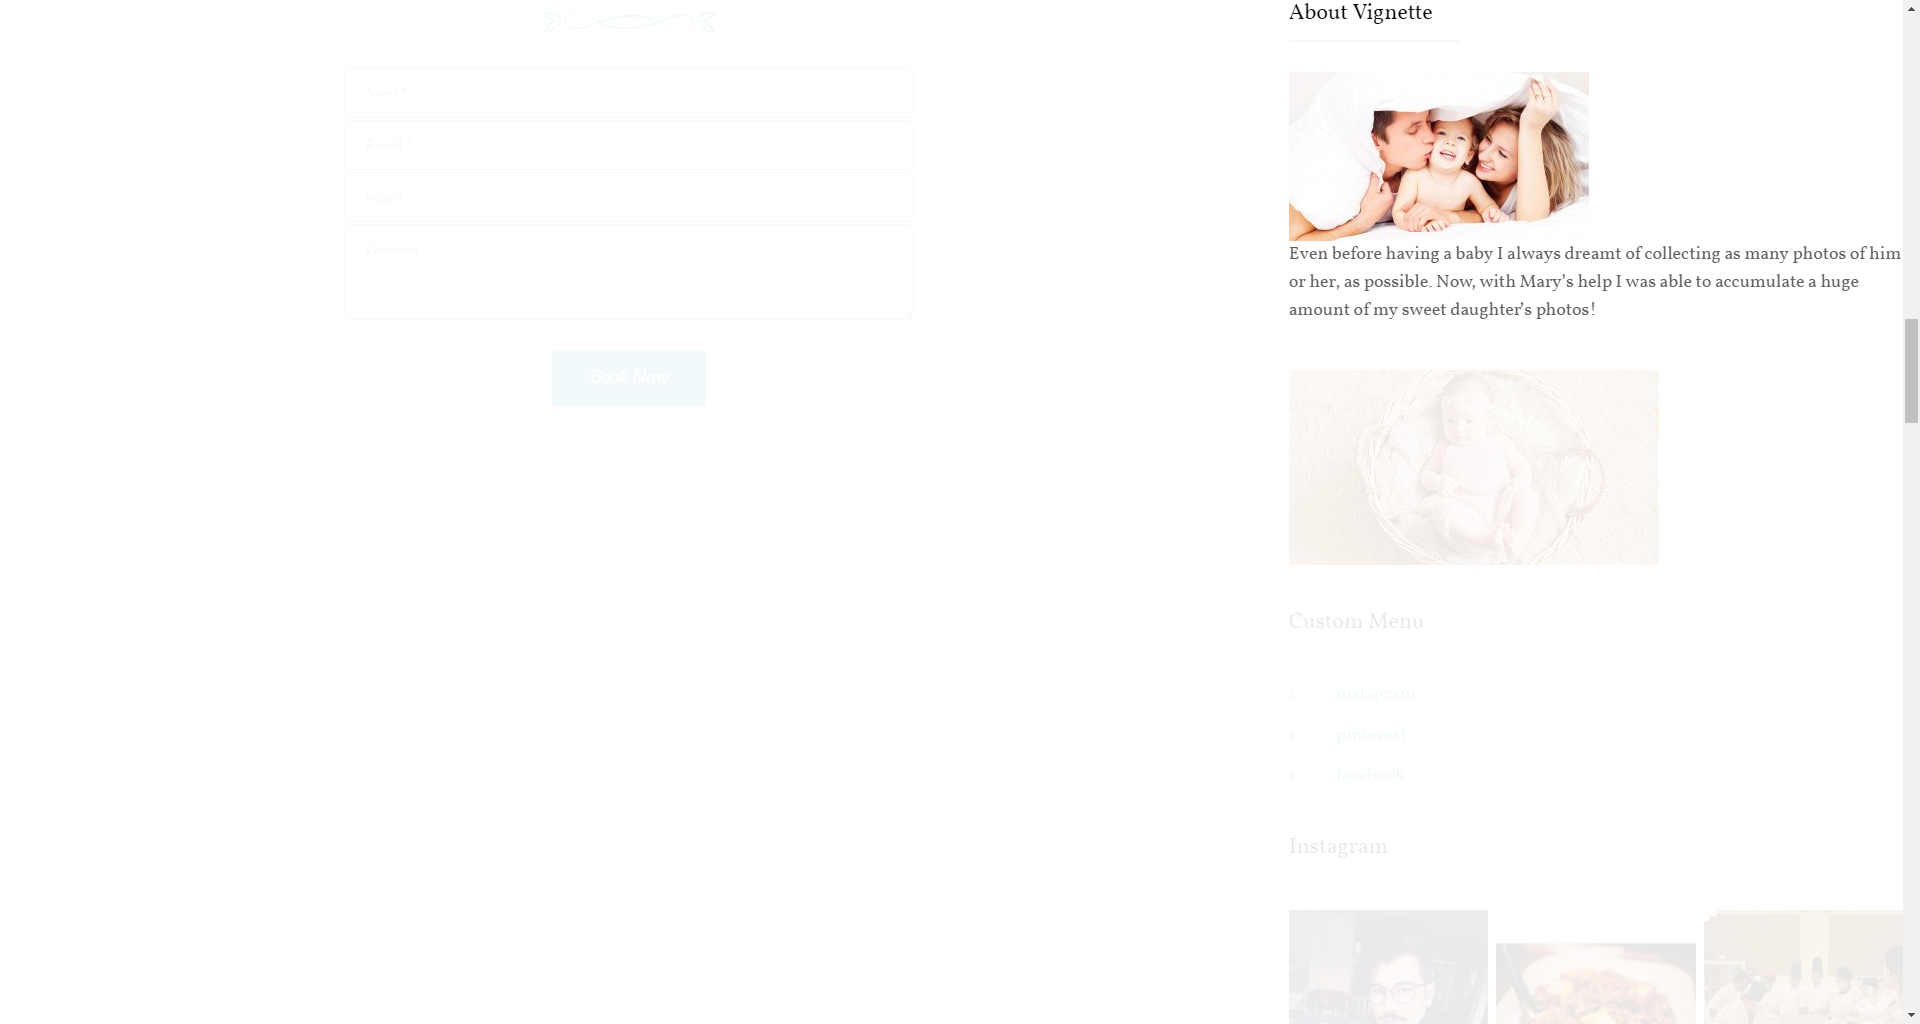 Name *
E-mail *
Subject
Comment
Book Now
About Vignette
Even before having a baby I always dreamt of collecting as many photos of him
or her, as possible. Now, with Mary's help I was able to accumulate a huge
amount of my sweet daughter's photos!
Custom Menu
instagram
pinterest
facebook
Instagram